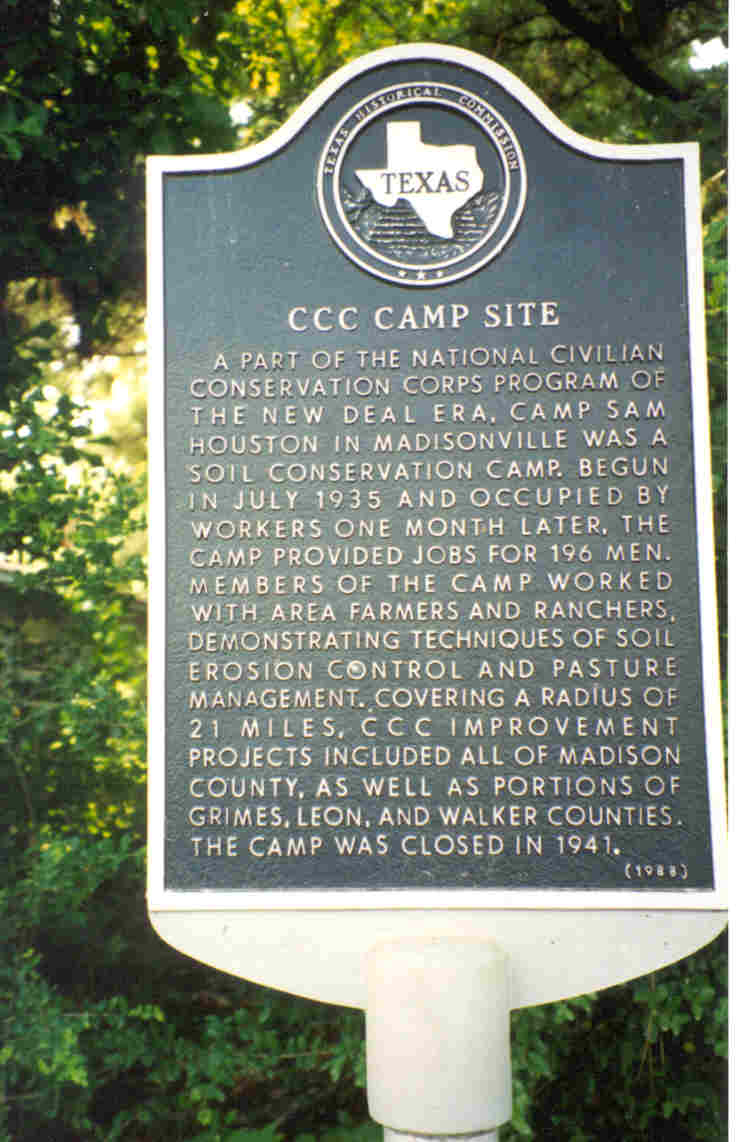 TEXAS HISTORICAL COMMISSION
TEXAS
CCC CAMP SITE
A PART OF THE NATIONAL CIVILIAN
CONSERVATION CORPS PROGRAM OF
THE NEW DEAL ERA, CAMP SAM
HOUSTON IN MADISONVILLE WAS A
SOIL CONSERVATION CAMP. BEGUN
IN JULY 1935 AND OCCUPIED BY
WORKERS ONE MONTH LATER, THE
CAMP PROVIDED JOBS FOR 196 MEN.
MEMBERS OF THE CAMP WORKED
WITH AREA FARMERS AND RANCHERS,
DEMONSTRATING TECHNIQUES OF SOIL
EROSION CONTROL AND PASTURE
MANAGEMENT. COVERING A RADIUS OF
21 MILES, CCC IMPROVEMENT
PROJECTS INCLUDED ALL OF MADISON
COUNTY, AS WELL AS PORTIONS OF
GRIMES, LEON, AND WALKER COUNTIES.
THE CAMP WAS CLOSED IN 1941.
(1988)